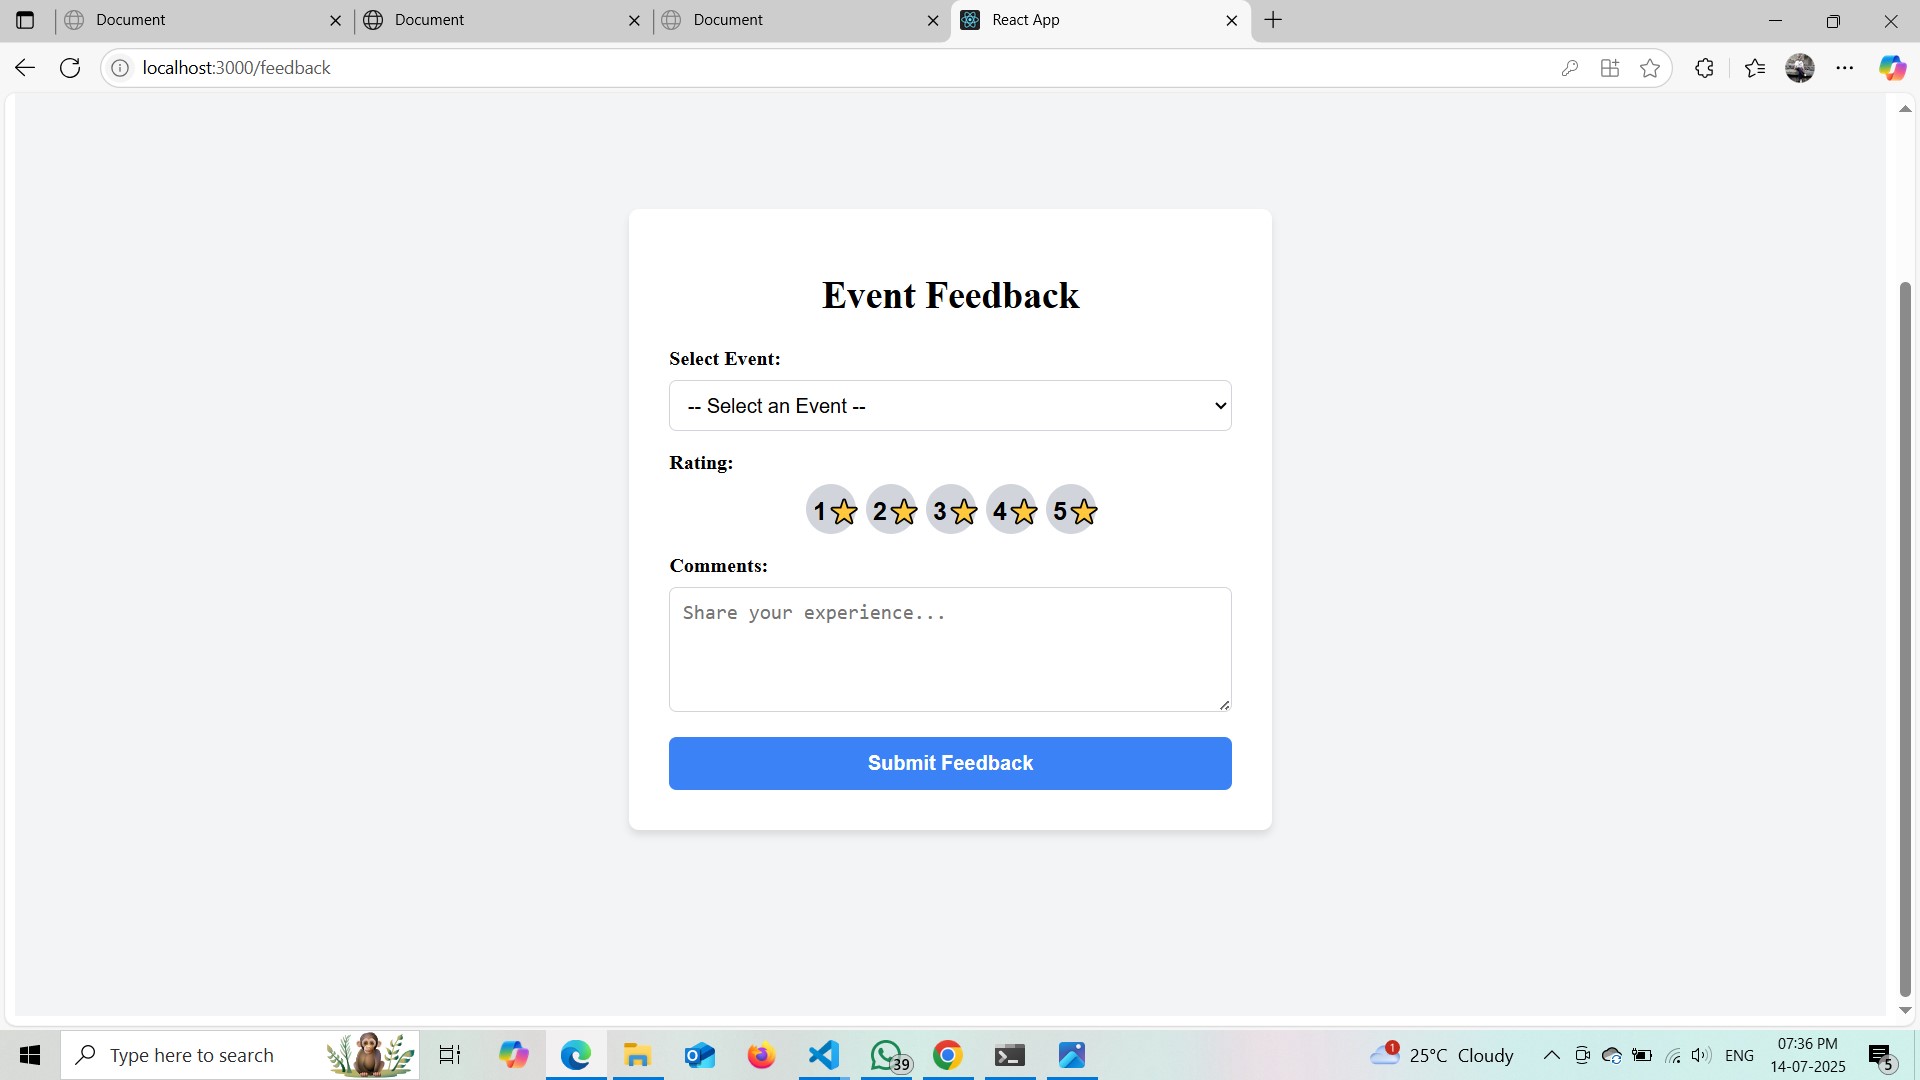 Document
Document
Document
React App
localhost:3000/feedback
Event Feedback
Select Event:
-- Select an Event --
Rating:
1⭐ 2⭐ 3⭐ 4⭐ 5⭐
Comments:
Share your experience...
Submit Feedback
Type here to search
39
1
25°C Cloudy
ENG
07:36 PM
14-07-2025
5